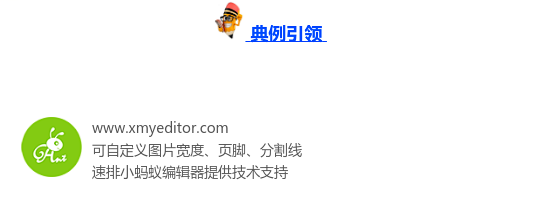 典例引领
www.xmyeditor.com
可自定义图片宽度、页脚、分割线
速排小蚂蚁编辑器提供技术支持
Ant